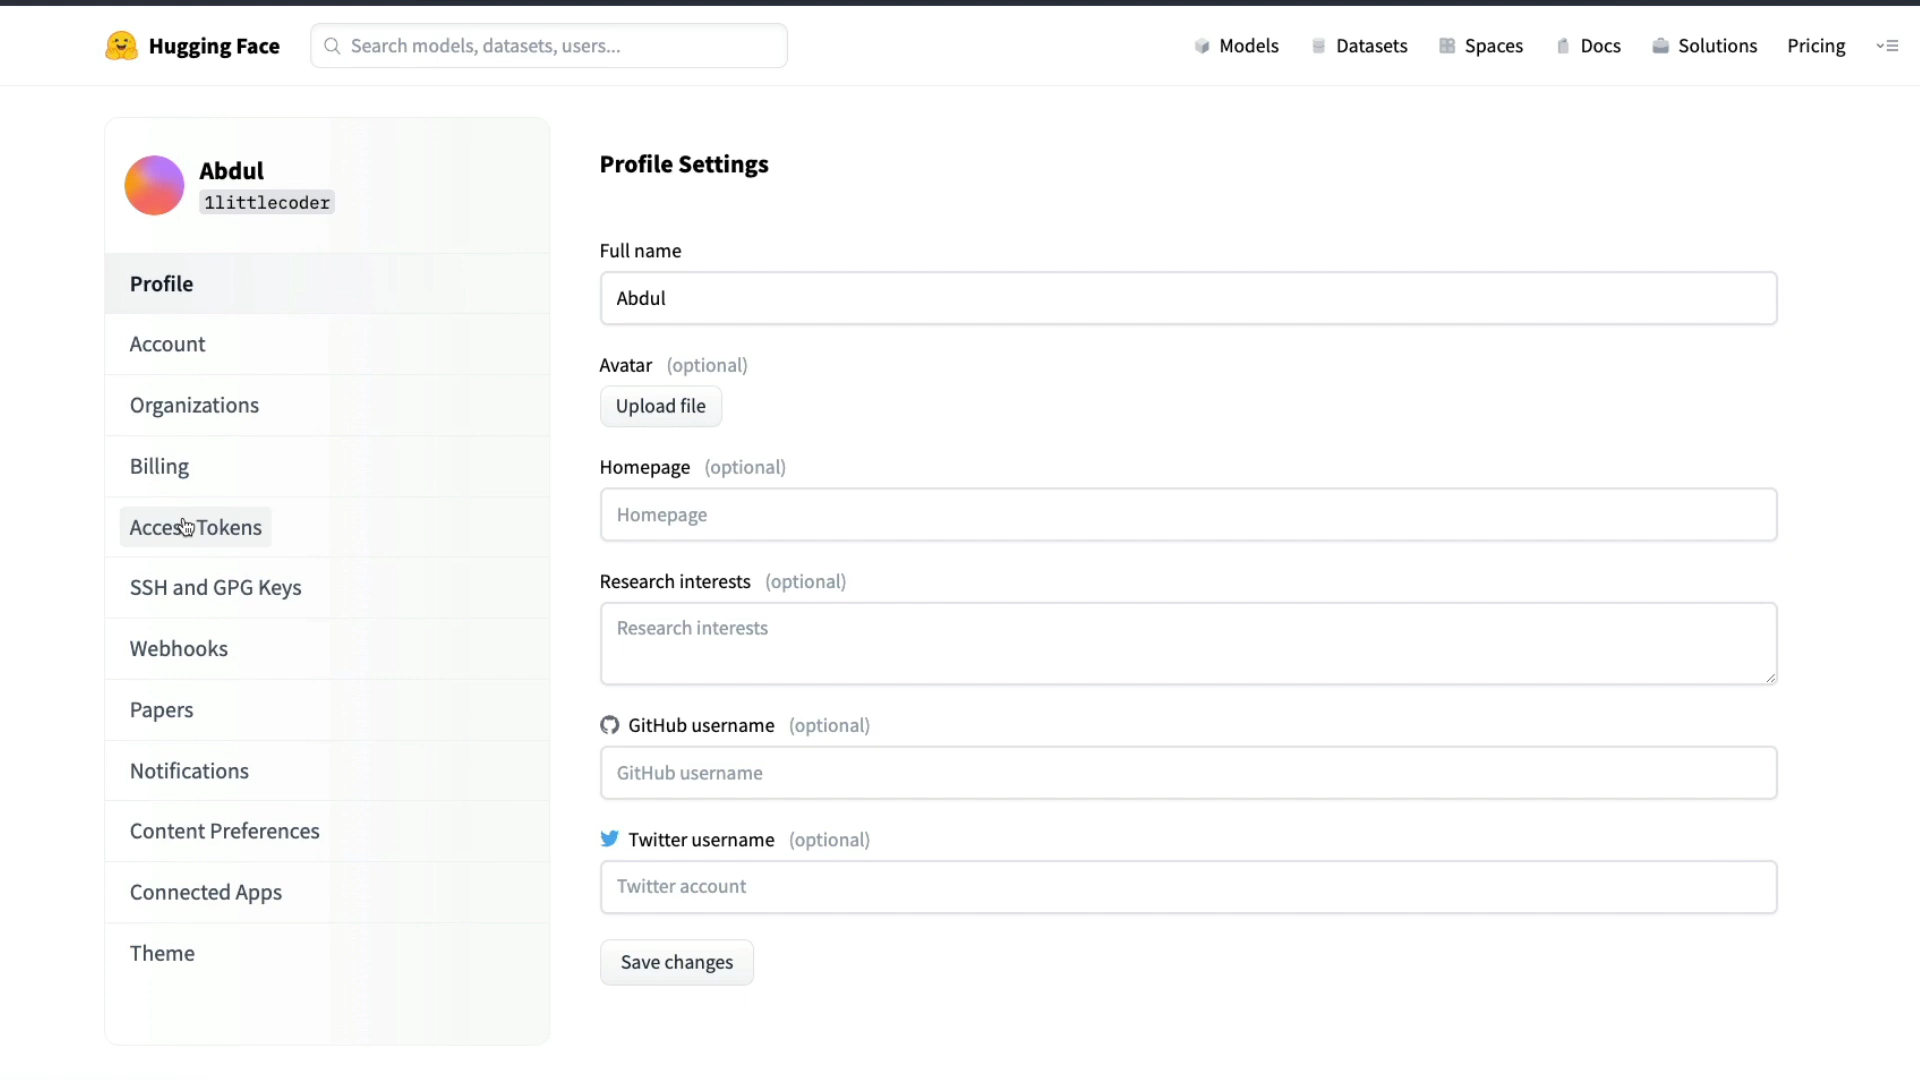 Hugging Face
Search models, datasets, users...
Models
Datasets
Spaces
Docs
Solutions
Pricing
Abdul
1littlecoder
Profile
Account
Organizations
Billing
Access Tokens
SSH and GPG Keys
Webhooks
Papers
Notifications
Content Preferences
Connected Apps
Theme
Profile Settings
Full name
Abdul
Avatar (optional)
Upload file
Homepage (optional)
Homepage
Research interests (optional)
Research interests
GitHub username (optional)
GitHub username
Twitter username (optional)
Twitter account
Save changes